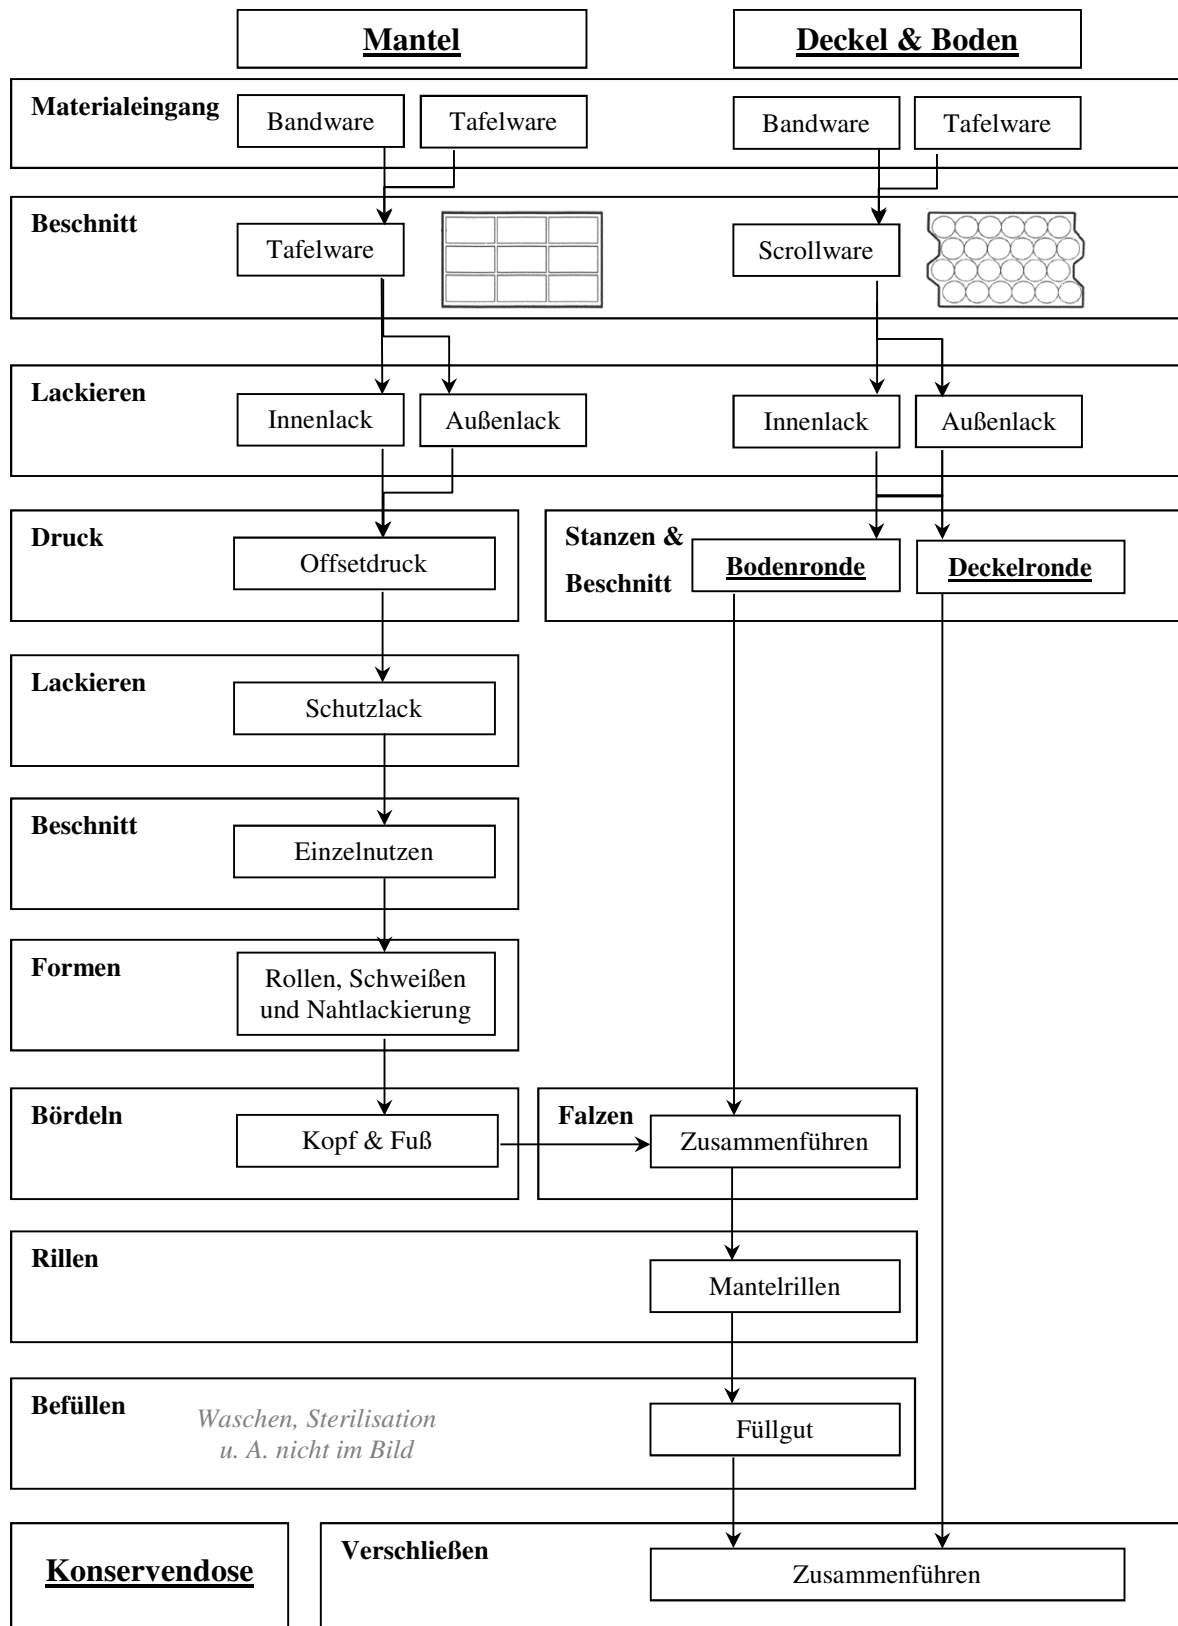 Mantel
Deckel & Boden
Materialeingang
Bandware
Tafelware
Bandware
Tafelware
Beschnitt
Tafelware
Scrollware
Lackieren
Innenlack
Außenlack
Innenlack
Außenlack
Druck
Offsetdruck
Stanzen &
Beschnitt
Bodenronde
Deckelronde
Lackieren
Schutzlack
Beschnitt
Einzelnutzen
Formen
Rollen, Schweißen
und Nahtlackierung
Bördeln
Kopf & Fuß
Falzen
Zusammenführen
Rillen
Mantelrillen
Befüllen
Waschen, Sterilisation
u. A. nicht im Bild
Füllgut
Konservendose
Verschließen
Zusammenführen